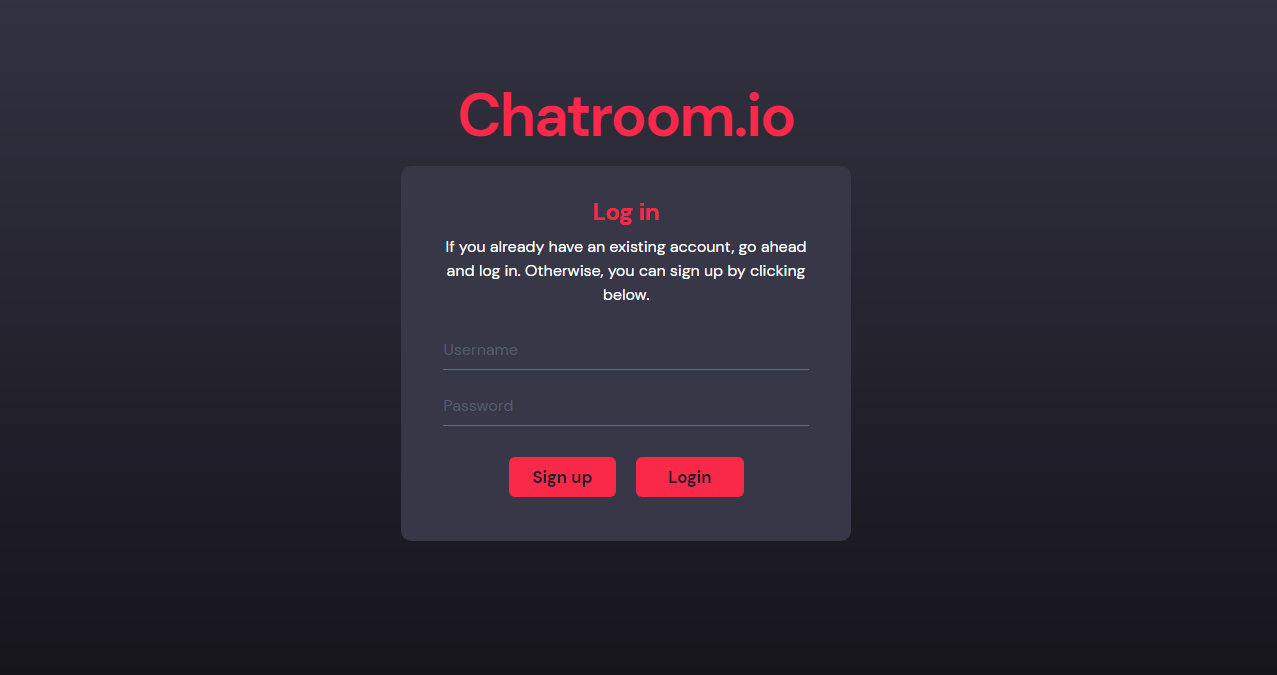 Chatroom.io
Log in
If you already have an existing account, go ahead
and log in. Otherwise, you can sign up by clicking
below.
Username
Password
Sign up
Login